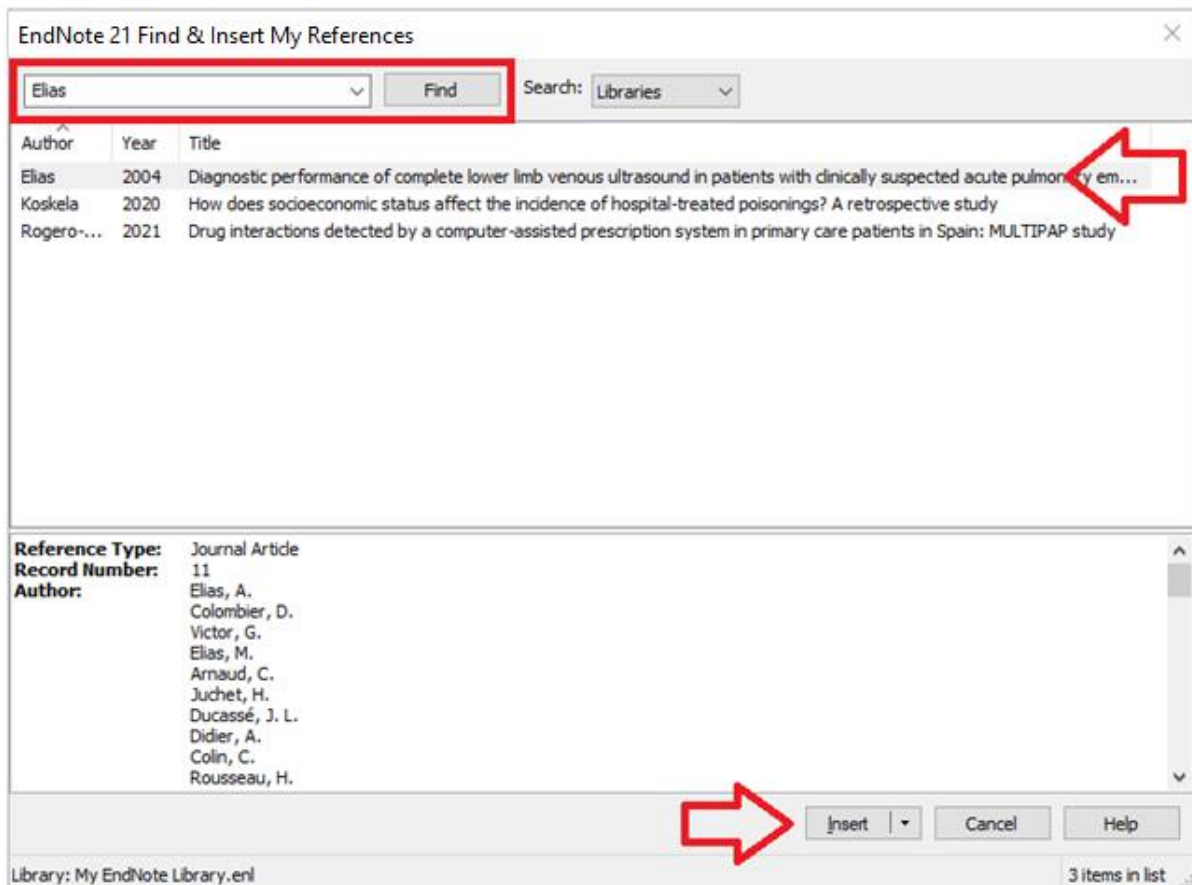 EndNote 21 Find & Insert My References
Elias Find Search: Libraries
Author Year Title
Elias 2004 Diagnostic performance of complete lower limb venous ultrasound in patients with clinically suspected acute pulmonary em...
Koskela 2020 How does socioeconomic status affect the incidence of hospital-treated poisonings? A retrospective study
Rogero-... 2021 Drug interactions detected by a computer-assisted prescription system in primary care patients in Spain: MULTIPAP study
Reference Type: Journal Article
Record Number: 11
Author: Elias, A.
Colombier, D.
Victor, G.
Elias, M.
Arnaud, C.
Juchet, H.
Ducassé, J. L.
Didier, A.
Colin, C.
Rousseau, H.
Insert Cancel Help
Library: My EndNote Library.enl 3 items in list